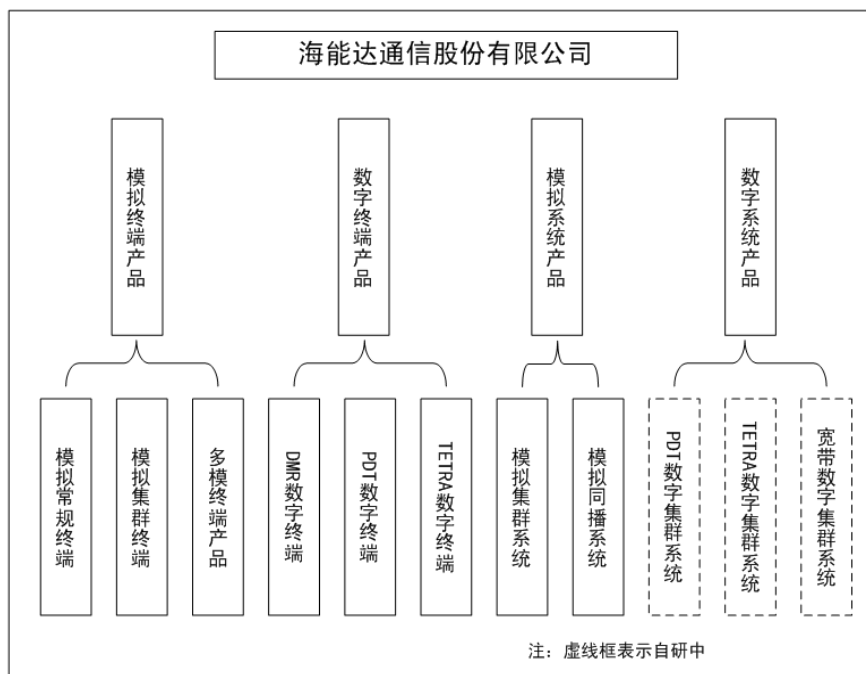 海能达通信股份有限公司
模拟终端产品
数字终端产品
模拟系统产品
数字系统产品
模拟常规终端
模拟集群终端
多模终端产品
DMR数字终端
PDT数字终端
TETRA数字终端
模拟集群系统
模拟同播系统
PDT数字集群系统
TETRA数字集群系统
宽带数字集群系统
注：虚线框表示自研中